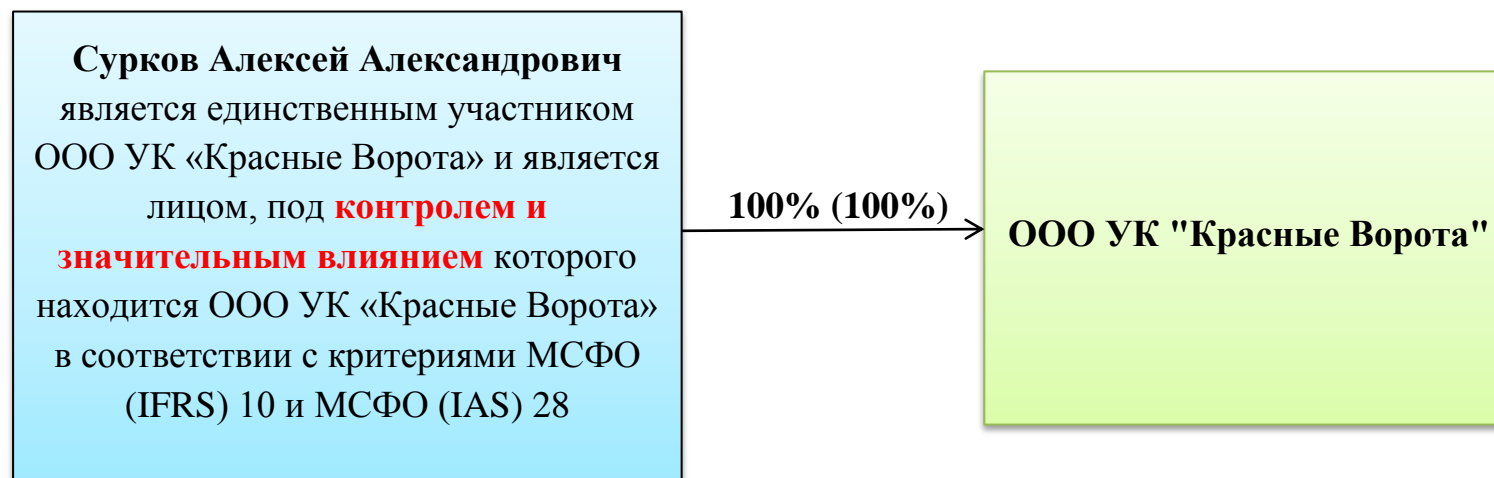 Сурков Алексей Александрович
является единственным участником
ООО УК «Красные Ворота» и является
лицом, под контролем и
значительным влиянием которого
находится ООО УК «Красные Ворота»
в соответствии с критериями МСФО
(IFRS) 10 и МСФО (IAS) 28
100% (100%)
ООО УК "Красные Ворота"